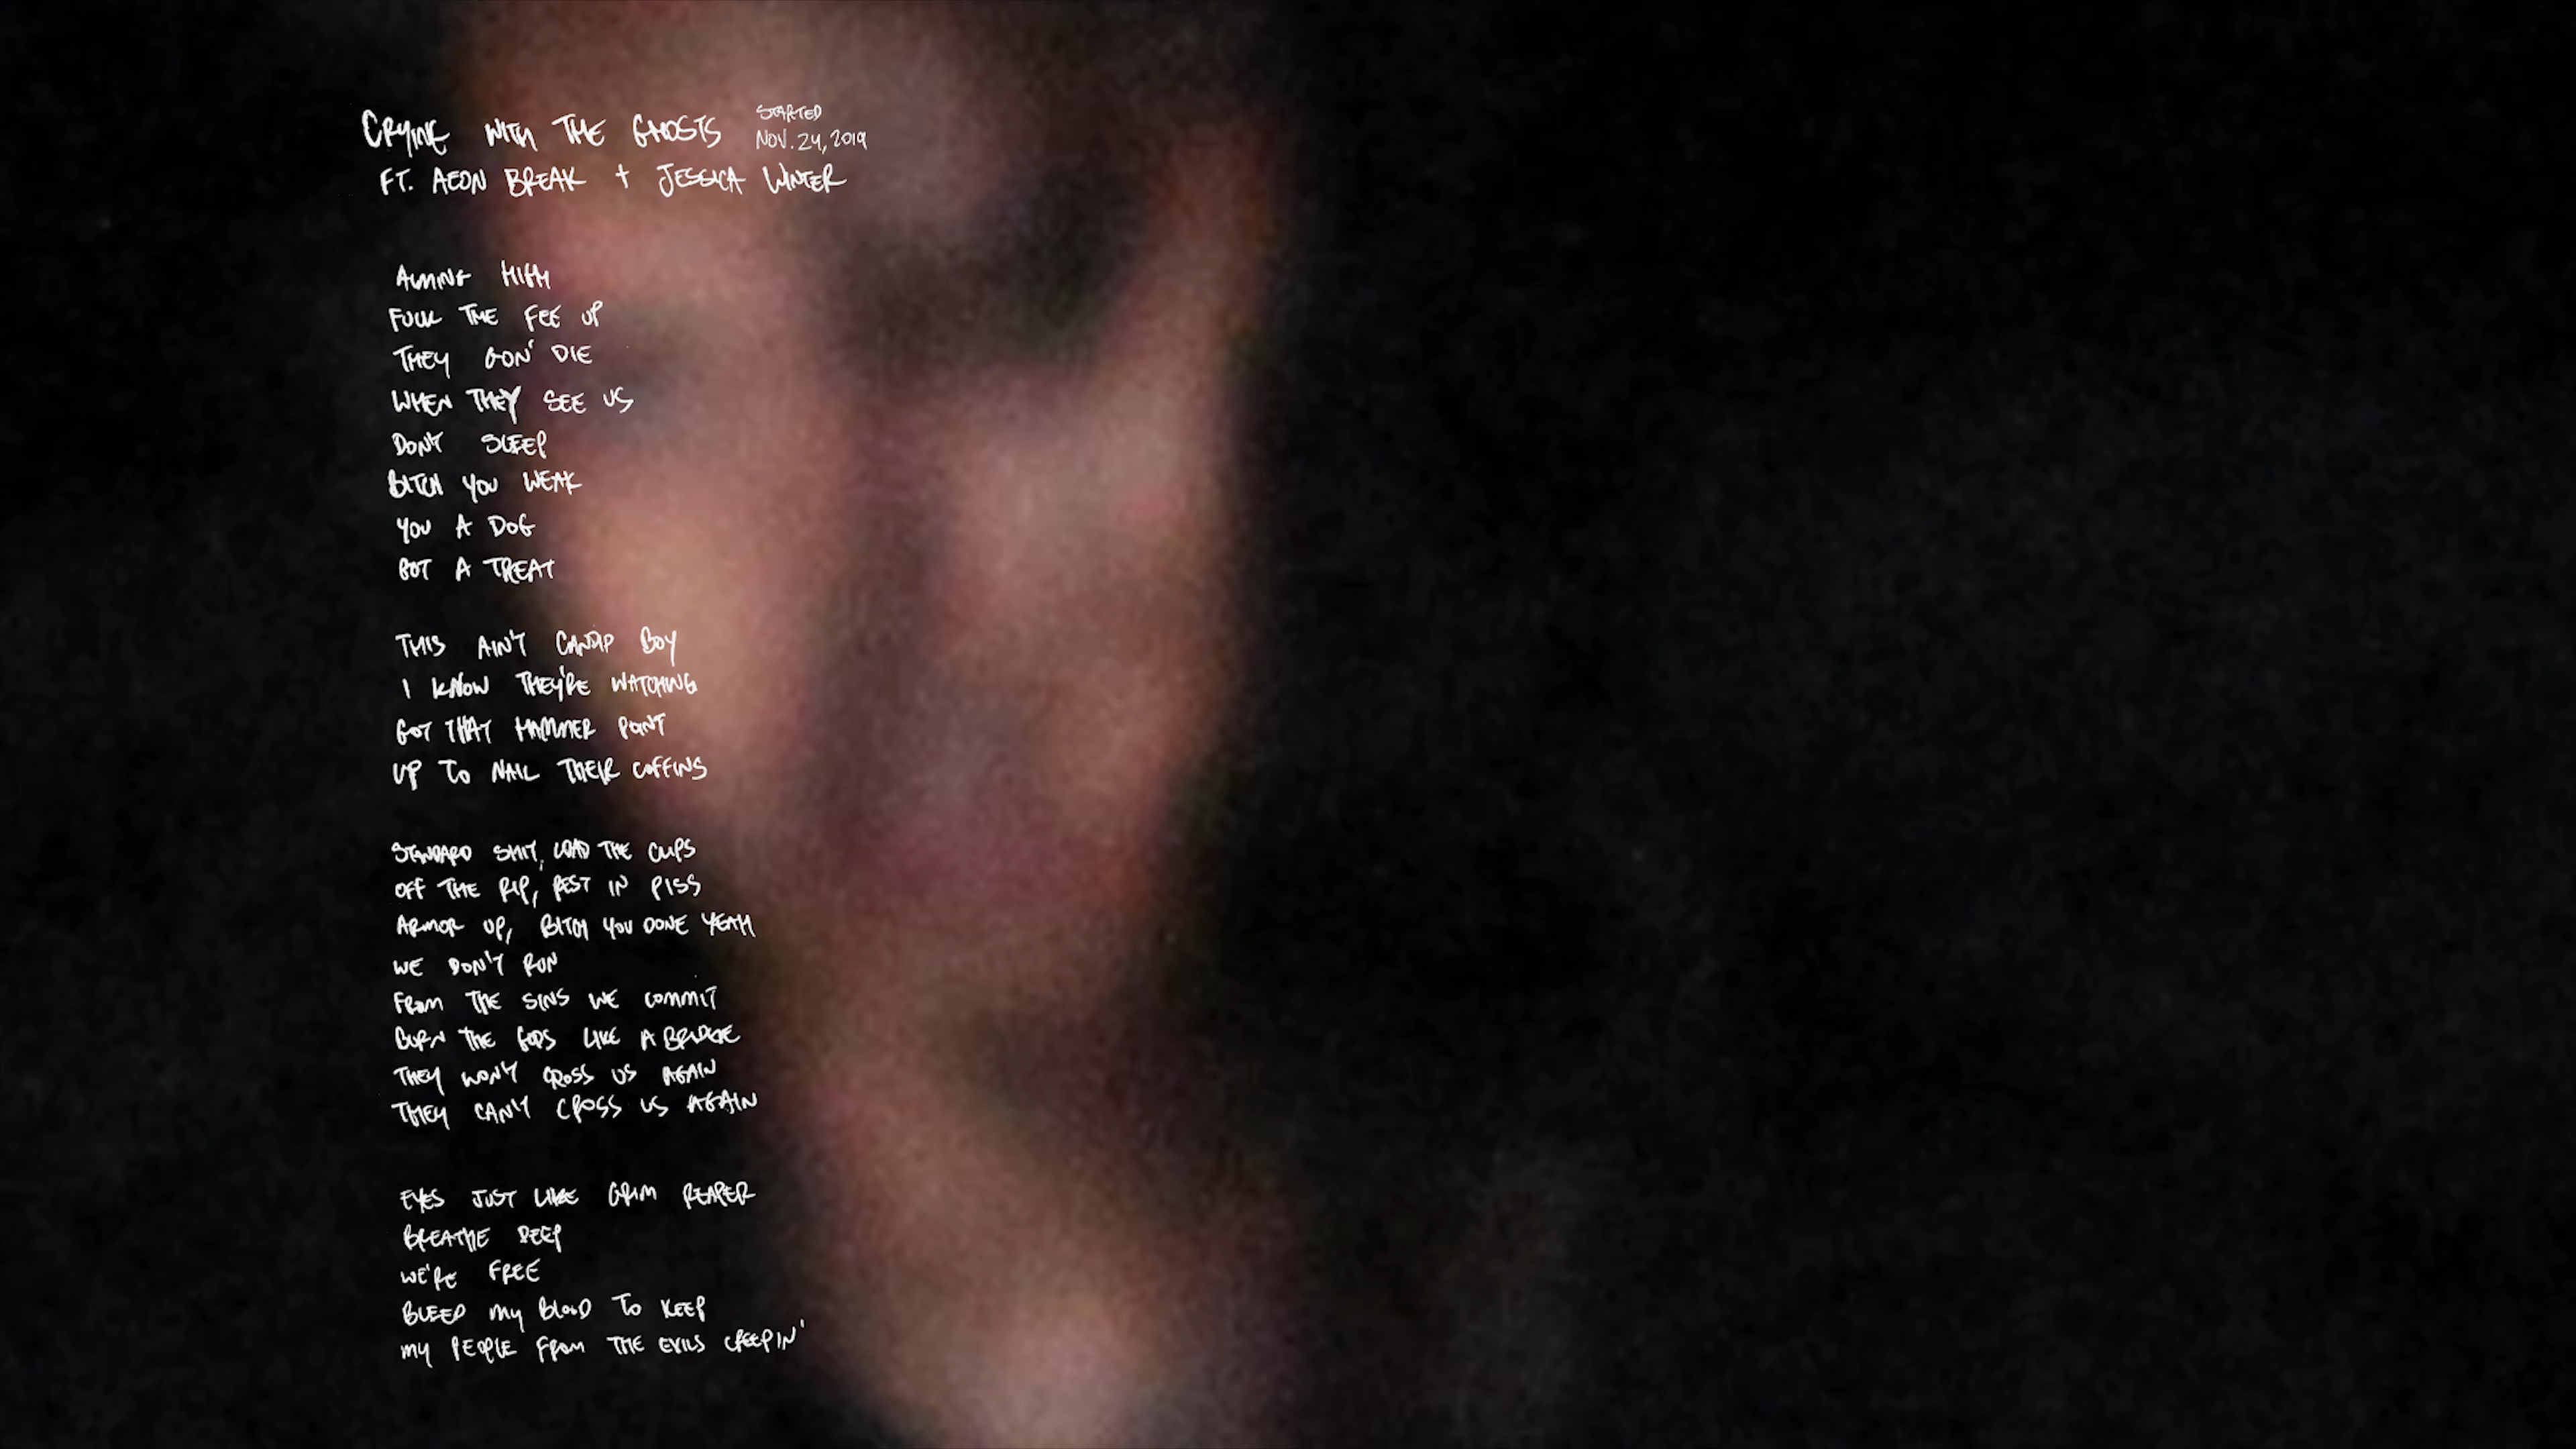 CRYING WITH THE GHOSTS STARTED NOV. 24, 2019
FT. AEON BREAK + JESSICA WINTER
AIMING HIGH
FUCK THE FEE UP
THEY GON' DIE
WHEN THEY SEE US
DON'T SLEEP
BITCH YOU WEAK
YOU A DOG
GOT A TREAT
THIS AIN'T BOY
I KNOW THEY'RE WATCHING
GOT THAT HAMMER POINT
UP TO NAIL THEIR COFFINS
STANDARD SHIT, LOAD THE CLIPS
OFF THE RIP, REST IN PISS
ARMOR UP, BITCH YOU DONE YEAH
WE DON'T RUN
FROM THE SINS WE COMMIT
BURN THE GODS LIKE A BRIDGE
THEY WON'T CROSS US AGAIN
THEY CAN'T CROSS US AGAIN
EYES JUST LIKE GRIM REAPER
BREATHE DEEP
WE'RE FREE
BLEED MY BLOOD TO KEEP
MY PEOPLE FROM THE EVILS CREEPIN'